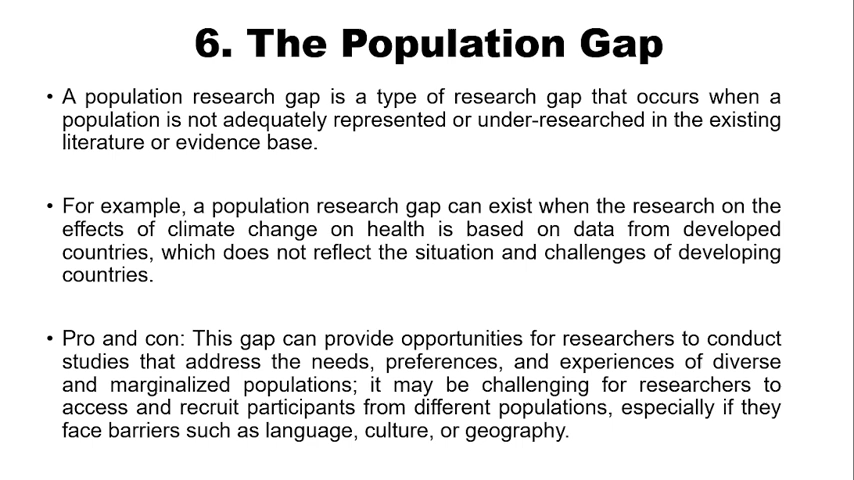 6. The Population Gap
• A population research gap is a type of research gap that occurs when a
population is not adequately represented or under-researched in the existing
literature or evidence base.
• For example, a population research gap can exist when the research on the
effects of climate change on health is based on data from developed
countries, which does not reflect the situation and challenges of developing
countries.
• Pro and con: This gap can provide opportunities for researchers to conduct
studies that address the needs, preferences, and experiences of diverse
and marginalized populations; it may be challenging for researchers to
access and recruit participants from different populations, especially if they
face barriers such as language, culture, or geography.